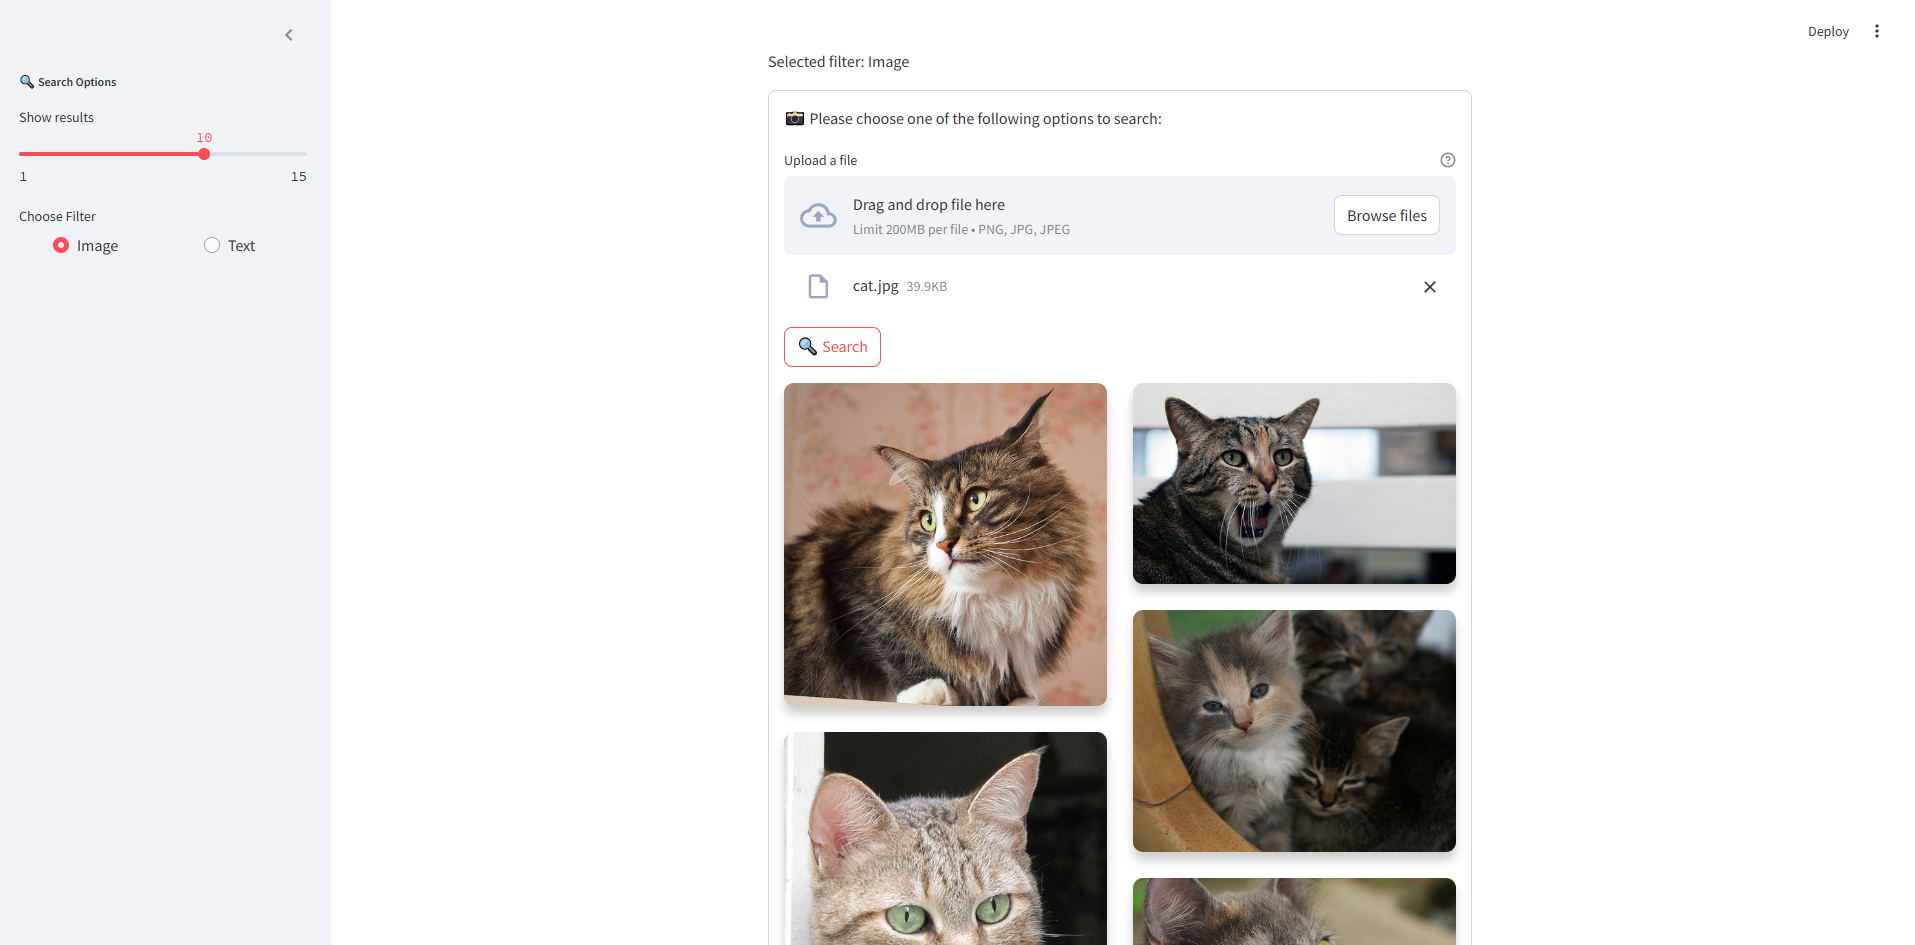 Search Options
Show results
10
1
15
Choose Filter
Image
Text
Deploy
Selected filter: Image
Please choose one of the following options to search:
Upload a file
Drag and drop file here
Limit 200MB per file • PNG, JPG, JPEG
Browse files
cat.jpg 39.9KB
Search